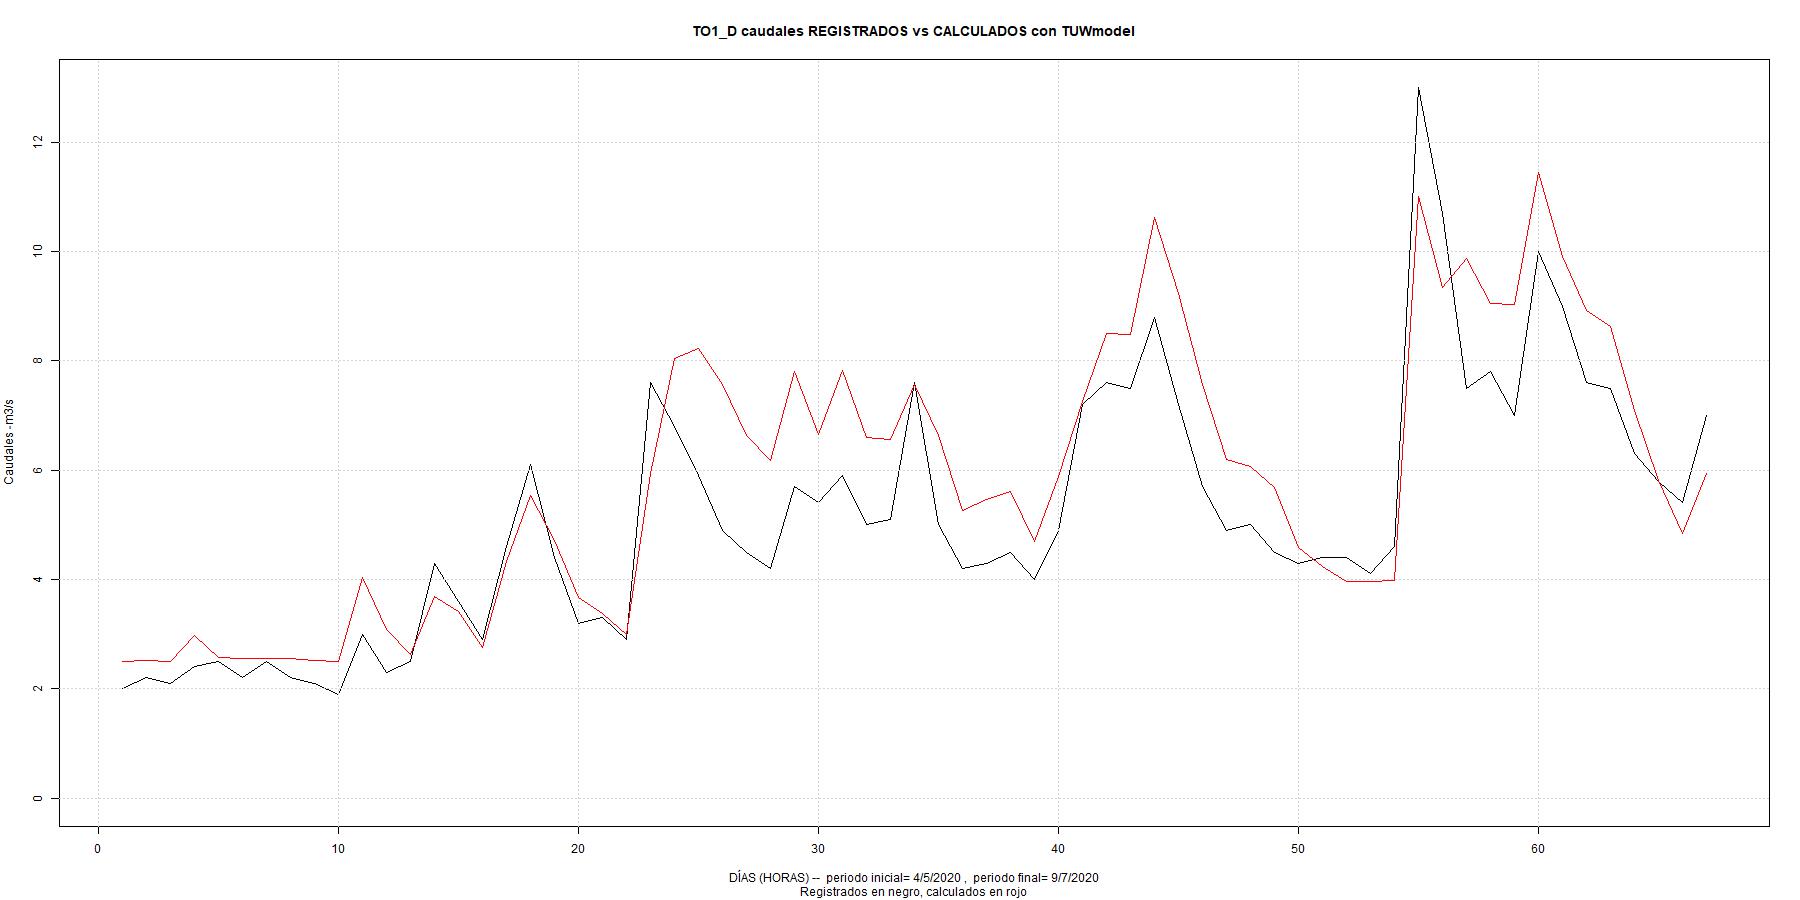 TO1_D caudales REGISTRADOS vs CALCULADOS con TUWmodel
Caudales -m3/s
12
10
8
6
4
2
0
0 10 20 30 40 50 60
DÍAS (HORAS) -- periodo inicial= 4/5/2020 , periodo final= 9/7/2020
Registrados en negro, calculados en rojo